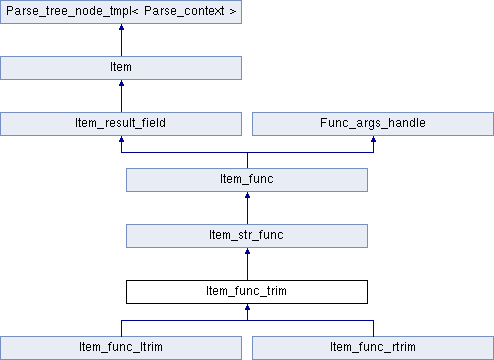 Parse_tree_node_tmpl< Parse_context >
Item
Item_result_field
Func_args_handle
Item_func
Item_str_func
Item_func_trim
Item_func_ltrim
Item_func_rtrim